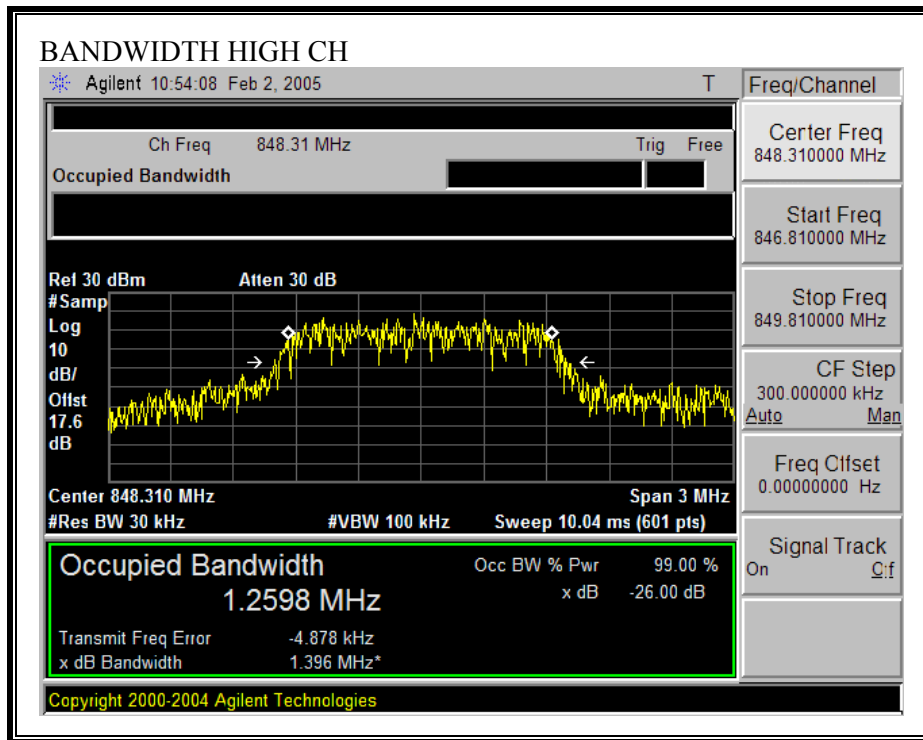 BANDWIDTH HIGH CH
Agilent 10:54:08 Feb 2, 2005 T
Freq/Channel
Ch Freq 848.31 MHz Trig Free
Occupied Bandwidth
Center Freq
848.310000 MHz
Start Freq
846.810000 MHz
Stop Freq
849.810000 MHz
CF Step
300.000000 kHz
Auto Man
Freq Offset
0.00000000 Hz
Signal Track
On Off
Ref 30 dBm Atten 30 dB
#Samp
Log
10
dB/
Offst
17.6
dB
Center 848.310 MHz Span 3 MHz
#Res BW 30 kHz #VBW 100 kHz Sweep 10.04 ms (601 pts)
Occupied Bandwidth
1.2598 MHz
Occ BW % Pwr 99.00 %
x dB -26.00 dB
Transmit Freq Error -4.878 kHz
x dB Bandwidth 1.396 MHz*
Copyright 2000-2004 Agilent Technologies